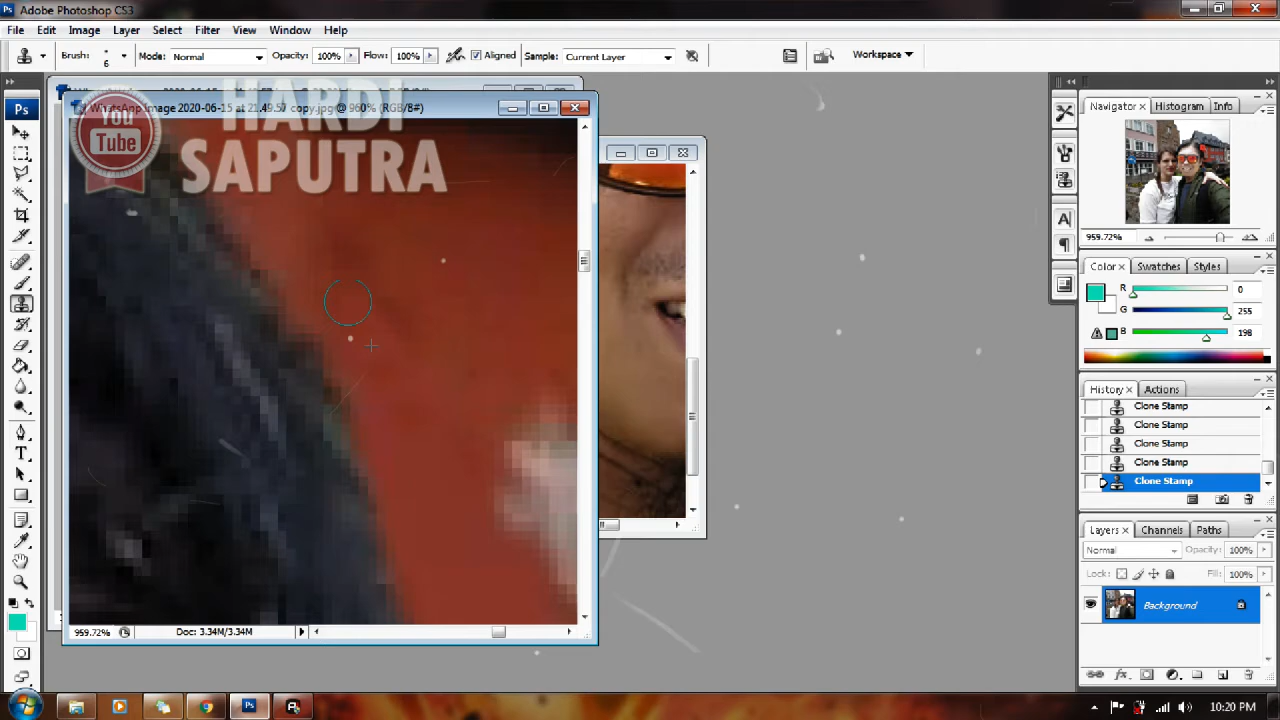 Adobe Photoshop CS3
File Edit Image Layer Select Filter View Window Help
Brush: 6 Mode: Normal Opacity: 100% Flow: 100% Aligned Sample: Current Layer Workspace
WhatsApp Image 2020-06-15 at 21.49.57 copy.jpg @ 960% (RGB/8#)
You
Tube
HARDI
SAPUTRA
Ps
959.72% Doc: 3.34M/3.34M
Navigator Histogram Info
959.72%
Color Swatches Styles
R 0
G 255
B 198
History Actions
Clone Stamp
Clone Stamp
Clone Stamp
Clone Stamp
Clone Stamp
Layers Channels Paths
Normal Opacity: 100%
Lock: Fill: 100%
Background
10:20 PM